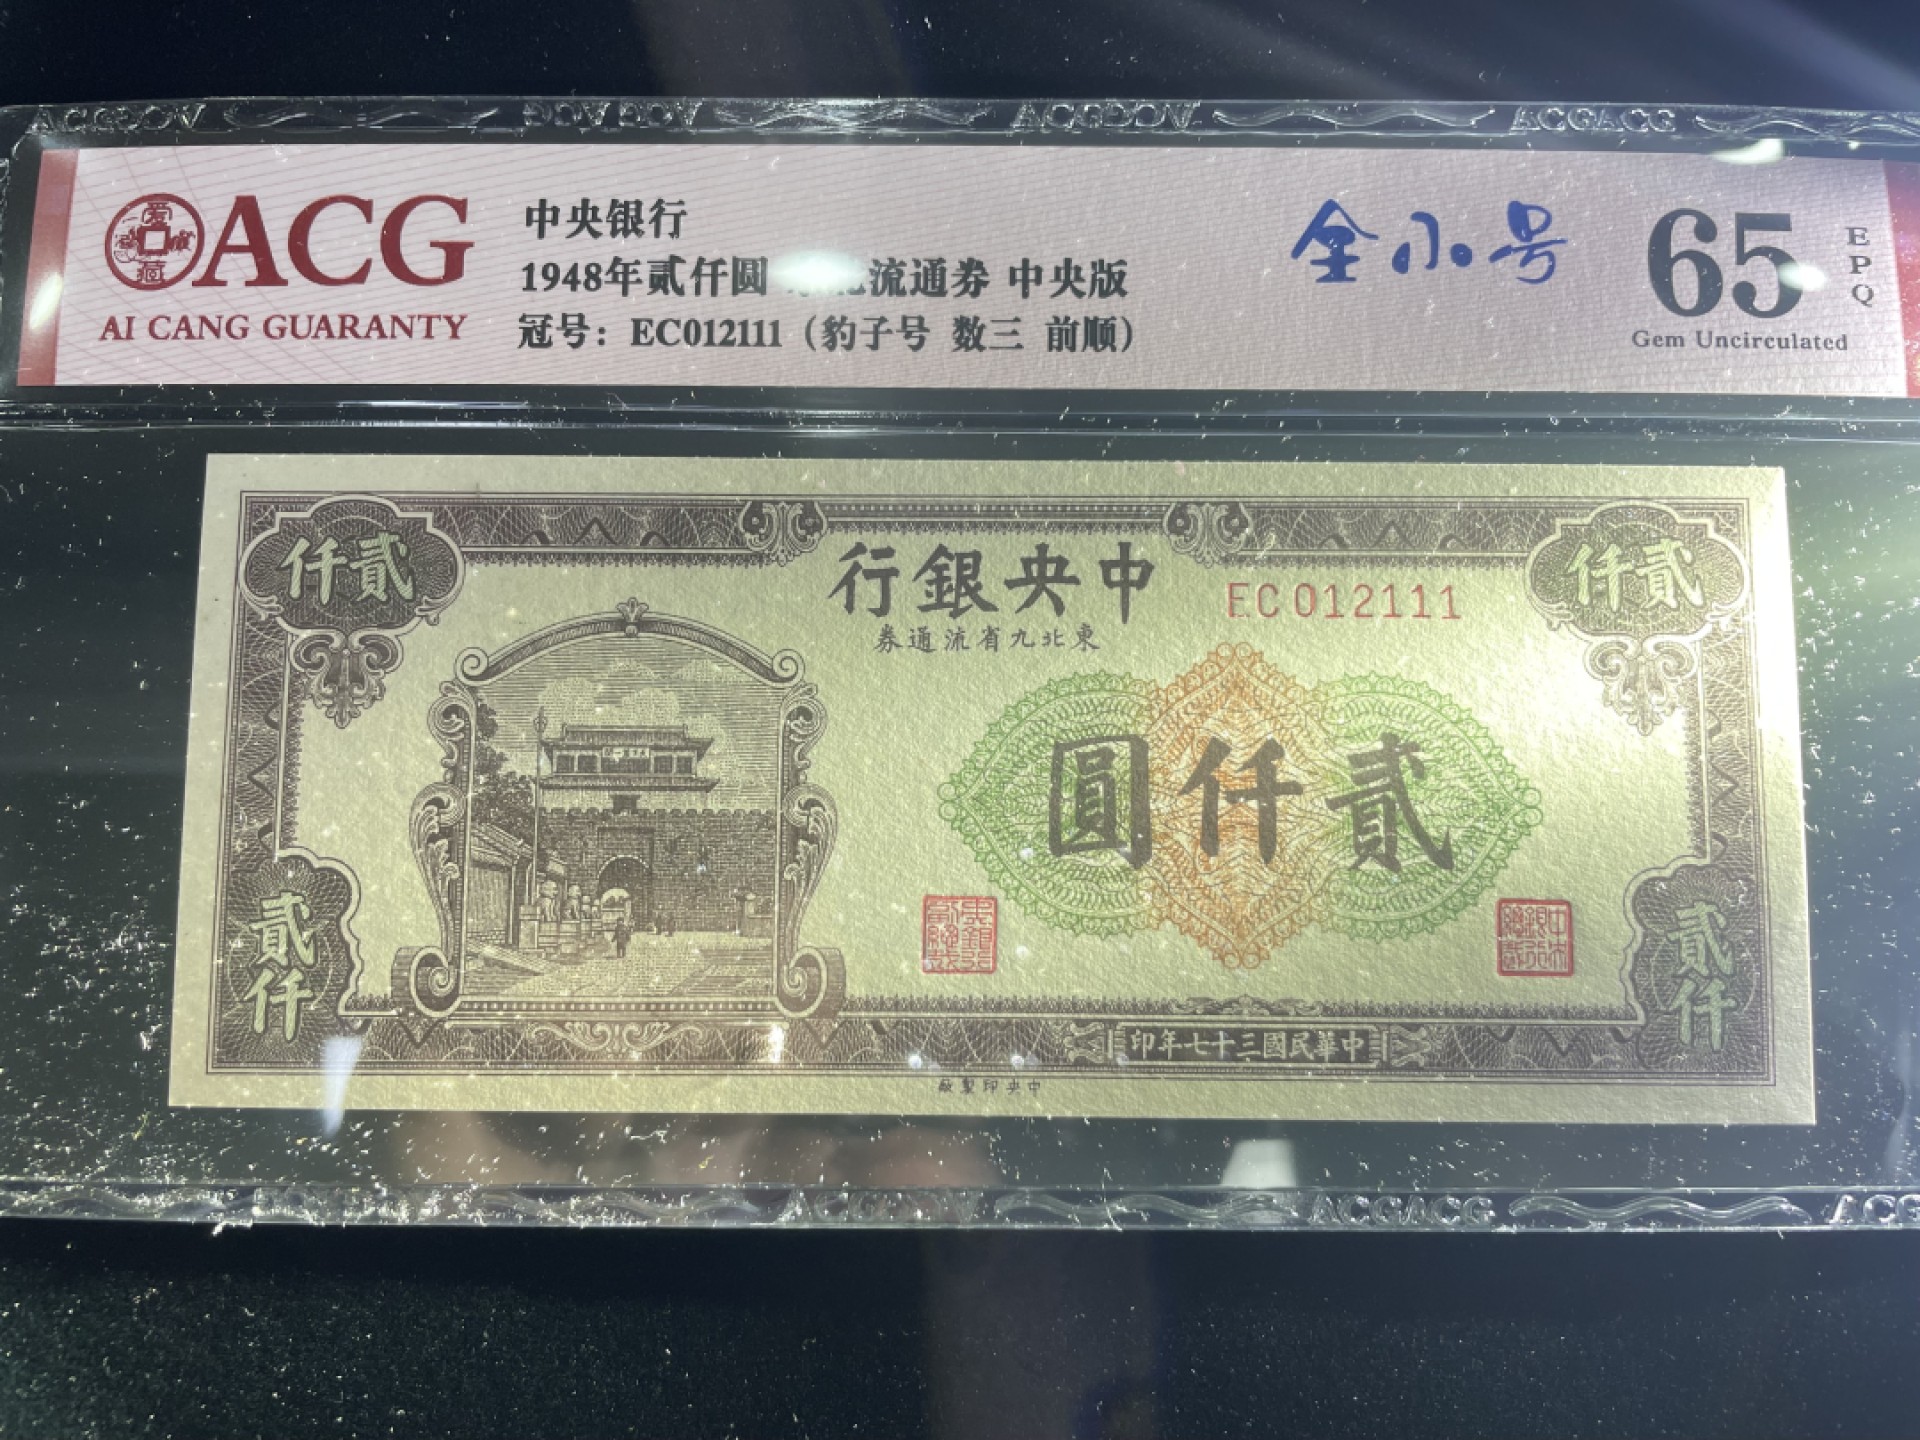 ACG
AI CANG GUARANTY
中央银行
1948年贰仟圆 流通券 中央版
冠号：EC012111（豹子号 数三 前顺）
全小号
65
EPQ
Gem Uncirculated
仟貳
行銀央中
EC012111
仟貳
券通流省九北東
圓仟貳
貳仟
貳仟
印年七十三國民華中
廠製印央中
ACGACG